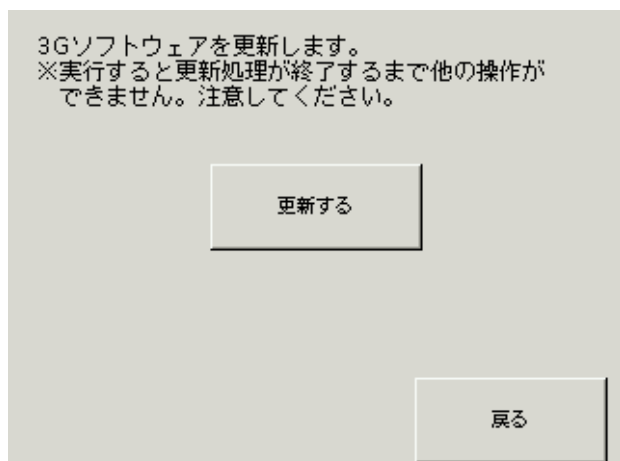 3Gソフトウェアを更新します。
※実行すると更新処理が終了するまで他の操作が
できません。注意してください。
更新する
戻る